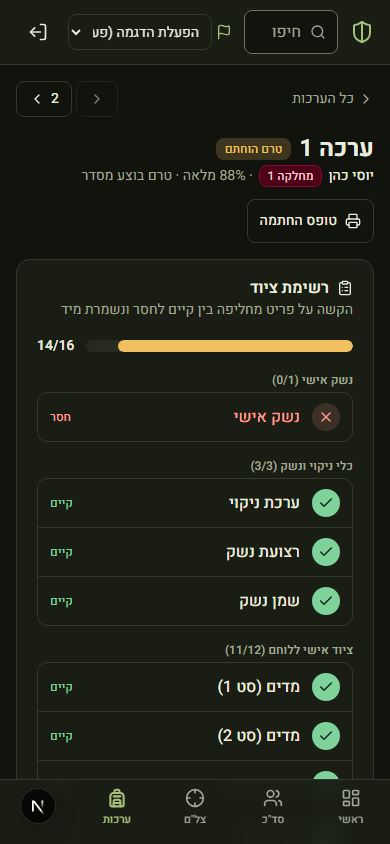 חיפו
הפעלת הדגמה (פע
כל הערכות
2
ערכה 1 טרם הוחתם
יוסי כהן מחלקה 1 · 88% מלאה · טרם בוצע מסדר
טופס החתמה
רשימת ציוד
הקשה על פריט מחליפה בין קיים לחסר ונשמרת מיד
14/16
נשק אישי (0/1)
נשק אישי חסר
כלי ניקוי ונשק (3/3)
ערכת ניקוי קיים
רצועת נשק קיים
שמן נשק קיים
ציוד אישי ללוחם (11/12)
מדים (סט 1) קיים
מדים (סט 2) קיים
ראשי סד"כ צל"ם ערכות N